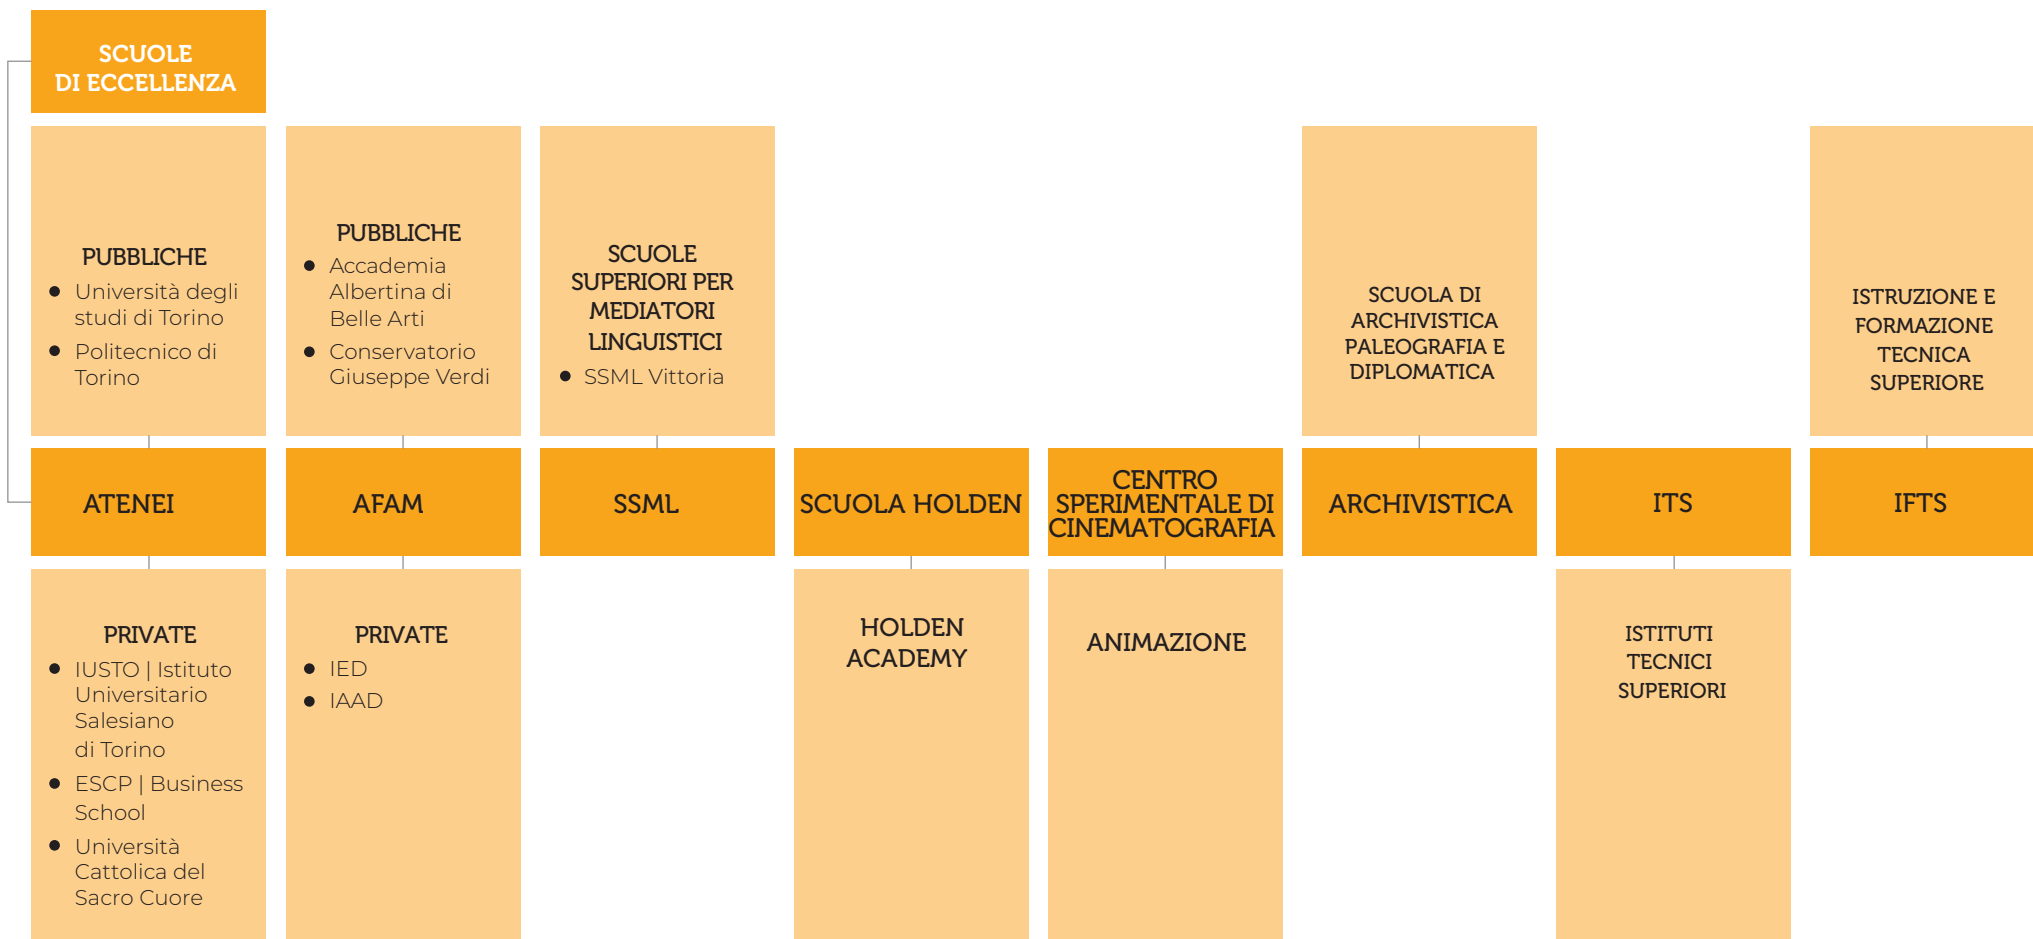 SCUOLE
DI ECCELLENZA
PUBBLICHE
Università degli
studi di Torino
Politecnico di
Torino
PUBBLICHE
Accademia
Albertina di
Belle Arti
Conservatorio
Giuseppe Verdi
SCUOLE
SUPERIORI PER
MEDIATORI
LINGUISTICI
SSML Vittoria
SCUOLA DI
ARCHIVISTICA
PALEOGRAFIA E
DIPLOMATICA
ISTRUZIONE E
FORMAZIONE
TECNICA
SUPERIORE
ATENEI
AFAM
SSML
SCUOLA HOLDEN
CENTRO
SPERIMENTALE DI
CINEMATOGRAFIA
ARCHIVISTICA
ITS
IFTS
PRIVATE
IUSTO | Istituto
Universitario
Salesiano
di Torino
ESCP | Business
School
Università
Cattolica del
Sacro Cuore
PRIVATE
IED
IAAD
HOLDEN
ACADEMY
ANIMAZIONE
ISTITUTI
TECNICI
SUPERIORI